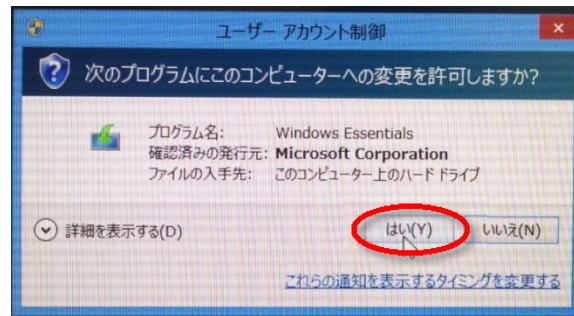 ユーザー アカウント制御
次のプログラムにこのコンピューターへの変更を許可しますか?
プログラム名: Windows Essentials
確認済みの発行元: Microsoft Corporation
ファイルの入手先: このコンピューター上のハード ドライブ
詳細を表示する(D) はい(Y) いいえ(N)
これらの通知を表示するタイミングを変更する